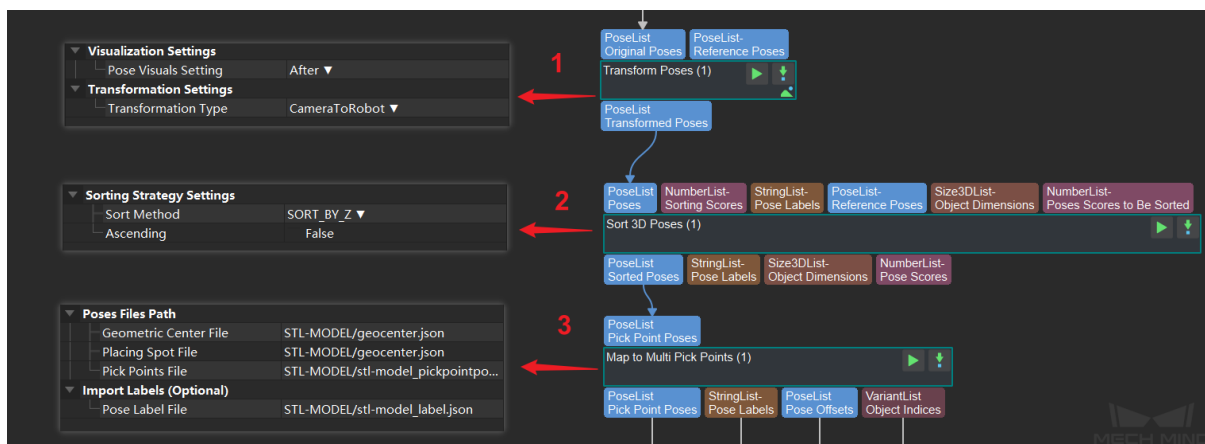 PoseList PoseList-
Original Poses Reference Poses
Visualization Settings
Pose Visuals Setting After ▼
1
Transform Poses (1)
Transformation Settings
Transformation Type CameraToRobot ▼
PoseList
Transformed Poses
Sorting Strategy Settings
Sort Method SORT_BY_Z ▼
Ascending False
2
PoseList NumberList- StringList- PoseList- Size3DList- NumberList-
Poses Sorting Scores Pose Labels Reference Poses Object Dimensions Poses Scores to Be Sorted
Sort 3D Poses (1)
PoseList StringList- Size3DList- NumberList-
Sorted Poses Pose Labels Object Dimensions Pose Scores
Poses Files Path
Geometric Center File STL-MODEL/geocenter.json
Placing Spot File STL-MODEL/geocenter.json
Pick Points File STL-MODEL/stl-model_pickpointpo...
Import Labels (Optional)
Pose Label File STL-MODEL/stl-model_label.json
3
PoseList
Pick Point Poses
Map to Multi Pick Points (1)
PoseList StringList- PoseList VariantList
Pick Point Poses Pose Labels Pose Offsets Object Indices
MECH MIND